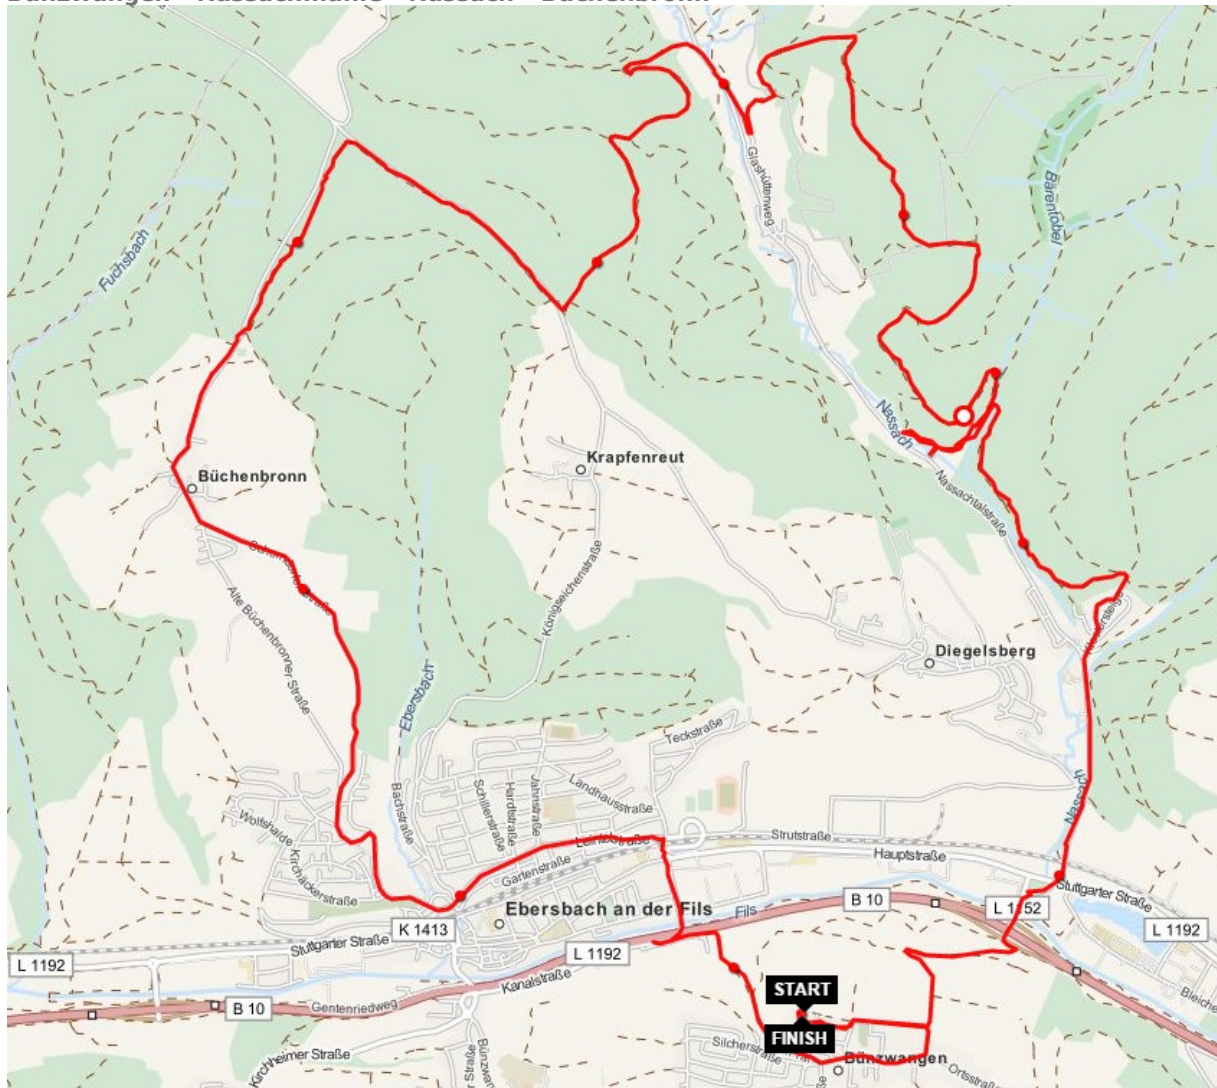 Bünzwangen - Nassachmühle - Nassach - Büchenbronn
Fuchsbach
Glashüttenweg
Bärentobel
Nassach
Krapfenreut
Büchenbronn
Nassachtalstraße
Alte Büchenbronner Straße
Königseichenstraße
Diegelsberg
Ebersbach
Teckstraße
Nassach
Landhausstraße
Jahnstraße
Hardtstraße
Schillerstraße
Bachstraße
Wolfshalde
Kirchäckerstraße
Strutstraße
Hauptstraße
Gartenstraße
Stuttgarter Straße
Ebersbach an der Fils
Fils
B 10
L 1152
K 1413
L 1192
Stuttgarter Straße
L 1192
L 1192
Kanalstraße
B 10
Gentenriedweg
START
FINISH
Kirchheimer Straße
Silcherstraße
Bünzwangen
Ortsstraße